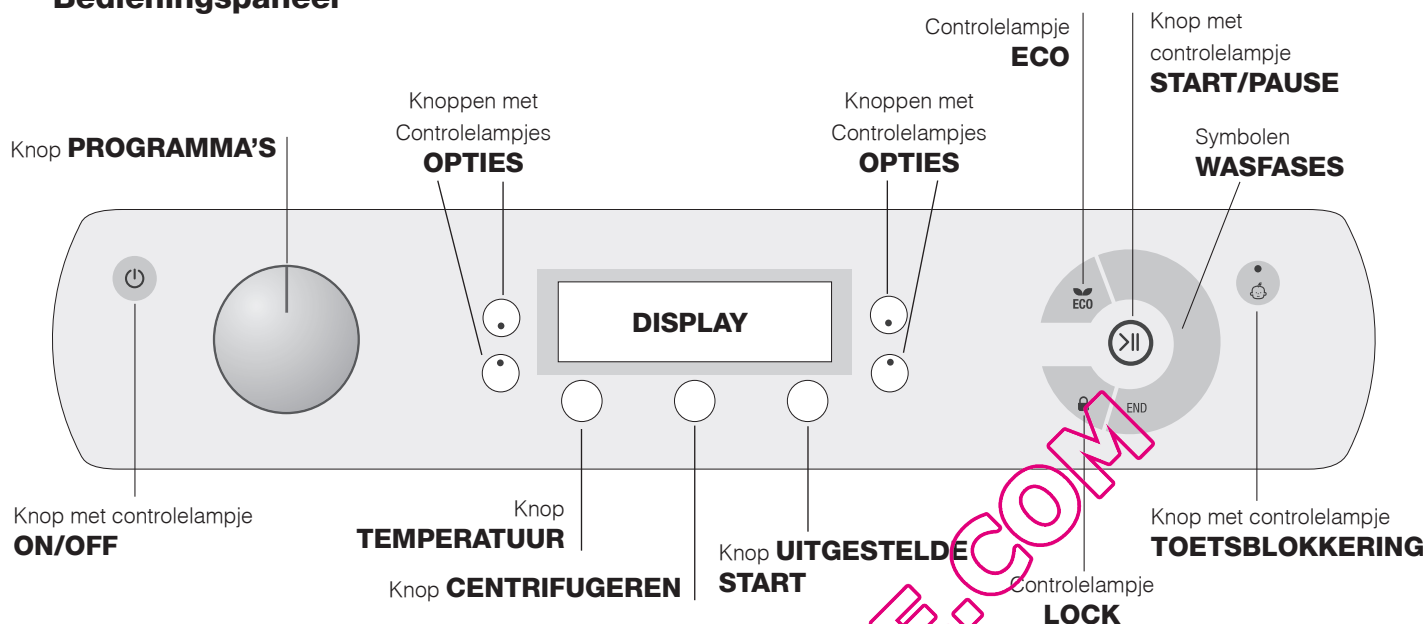 Bedieningspaneel
Controlelampje
ECO
Knop met
controlelampje
START/PAUSE
Knoppen met
Controlelampjes
OPTIES
Knoppen met
Controlelampjes
OPTIES
Knop PROGRAMMA'S
Symbolen
WASFASES
ECO
DISPLAY
END
Knop met controlelampje
ON/OFF
Knop
TEMPERATUUR
Knop CENTRIFUGEREN
Knop UITGESTELDE
START
Controlelampje
LOCK
Knop met controlelampje
TOETSBLOKKERING
E.COM